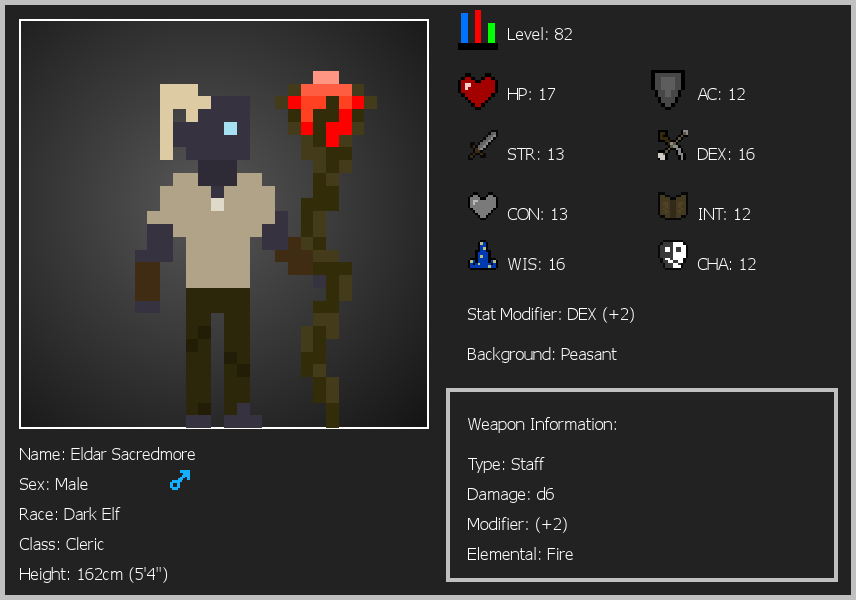 Level: 82
HP: 17
AC: 12
STR: 13
DEX: 16
CON: 13
INT: 12
WIS: 16
CHA: 12
Stat Modifier: DEX (+2)
Background: Peasant
Weapon Information:
Type: Staff
Damage: d6
Modifier: (+2)
Elemental: Fire
Name: Eldar Sacredmore
Sex: Male
Race: Dark Elf
Class: Cleric
Height: 162cm (5'4")